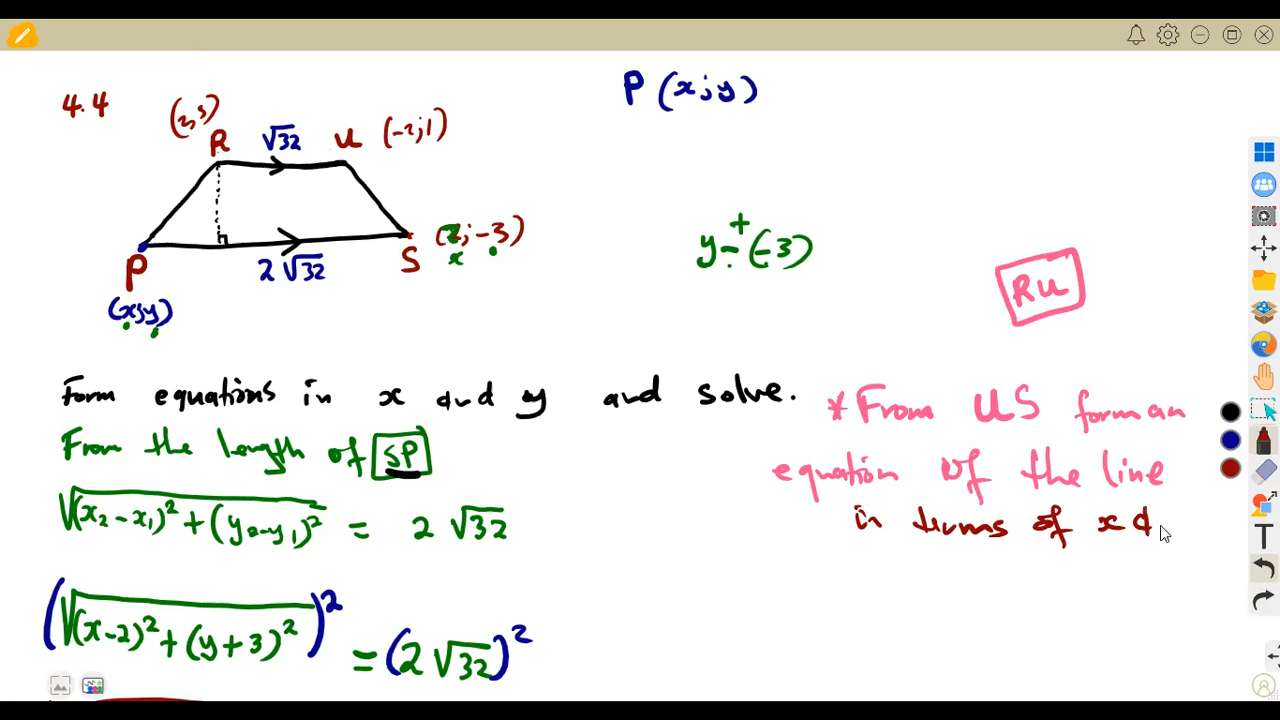 4.4
P (x;y)
(2,5)
R
√32
U
(-2;1)
P
(x;y)
2 √32
S
(2;-3)
x
y - (-3)
+
RU
Form equations in x and y and solve.
From the length of SP
√(x₂-x₁)² + (y₂-y₁)² = 2 √32
(√(x-2)² + (y+3)²)² = (2 √32)²
*From US form an
equation of the line
in terms of x &
T